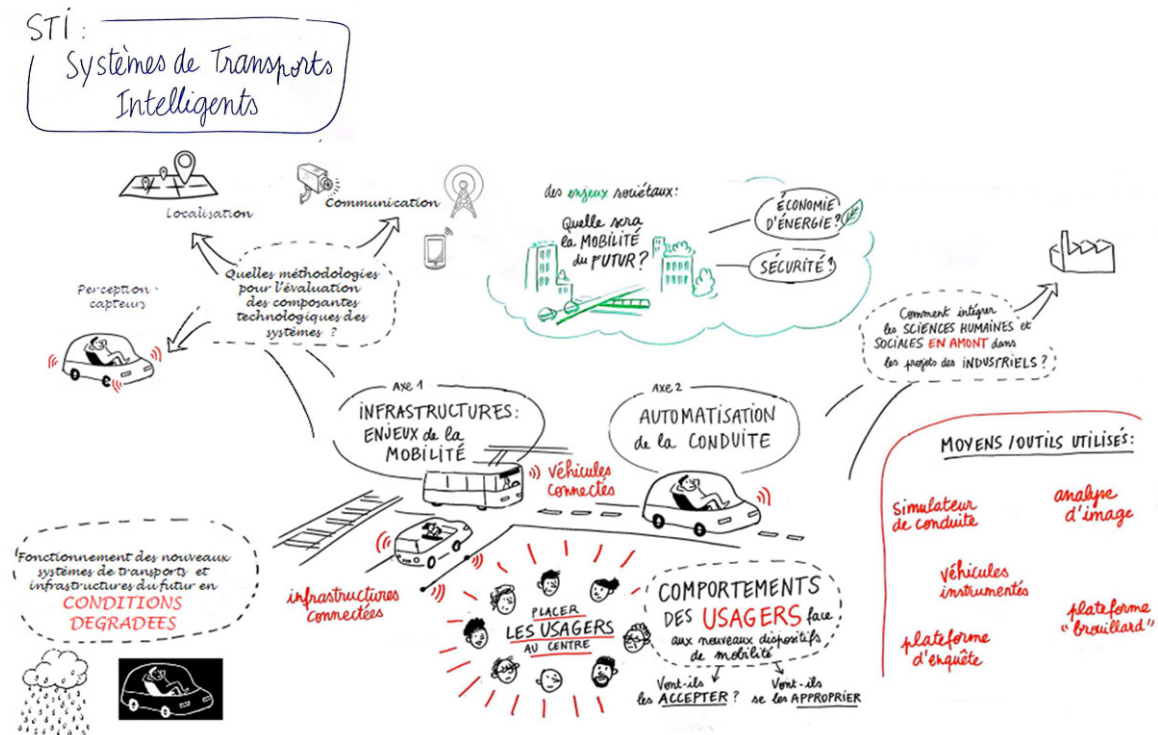 STI :
Systèmes de Transports
Intelligents
Localisation
Communication
Perception :
capteurs
Quelles méthodologies
pour l'évaluation
des composantes
technologiques des
systèmes ?
des enjeux sociétaux :
Quelle sera
la MOBILITÉ
du FUTUR ?
ÉCONOMIE
D'ÉNERGIE ?
SÉCURITÉ ?
Comment intégrer
les SCIENCES HUMAINES et
SOCIALES EN AMONT dans
les projets des INDUSTRIELS ?
AXE 1
INFRASTRUCTURES :
ENJEUX de la
MOBILITÉ
AXE 2
AUTOMATISATION
de la CONDUITE
véhicules
connectés
infrastructures
connectées
Fonctionnement des nouveaux
systèmes de transports et
infrastructures du futur en
CONDITIONS
DEGRADEES
PLACER
LES USAGERS
AU CENTRE
COMPORTEMENTS
DES USAGERS face
aux nouveaux dispositifs
de mobilité
Vont-ils
les ACCEPTER ?
Vont-ils
se les APPROPRIER
MOYENS / OUTILS UTILISÉS :
simulateur
de conduite
analyse
d'image
véhicules
instrumentés
plateforme
"brouillard"
plateforme
d'enquête